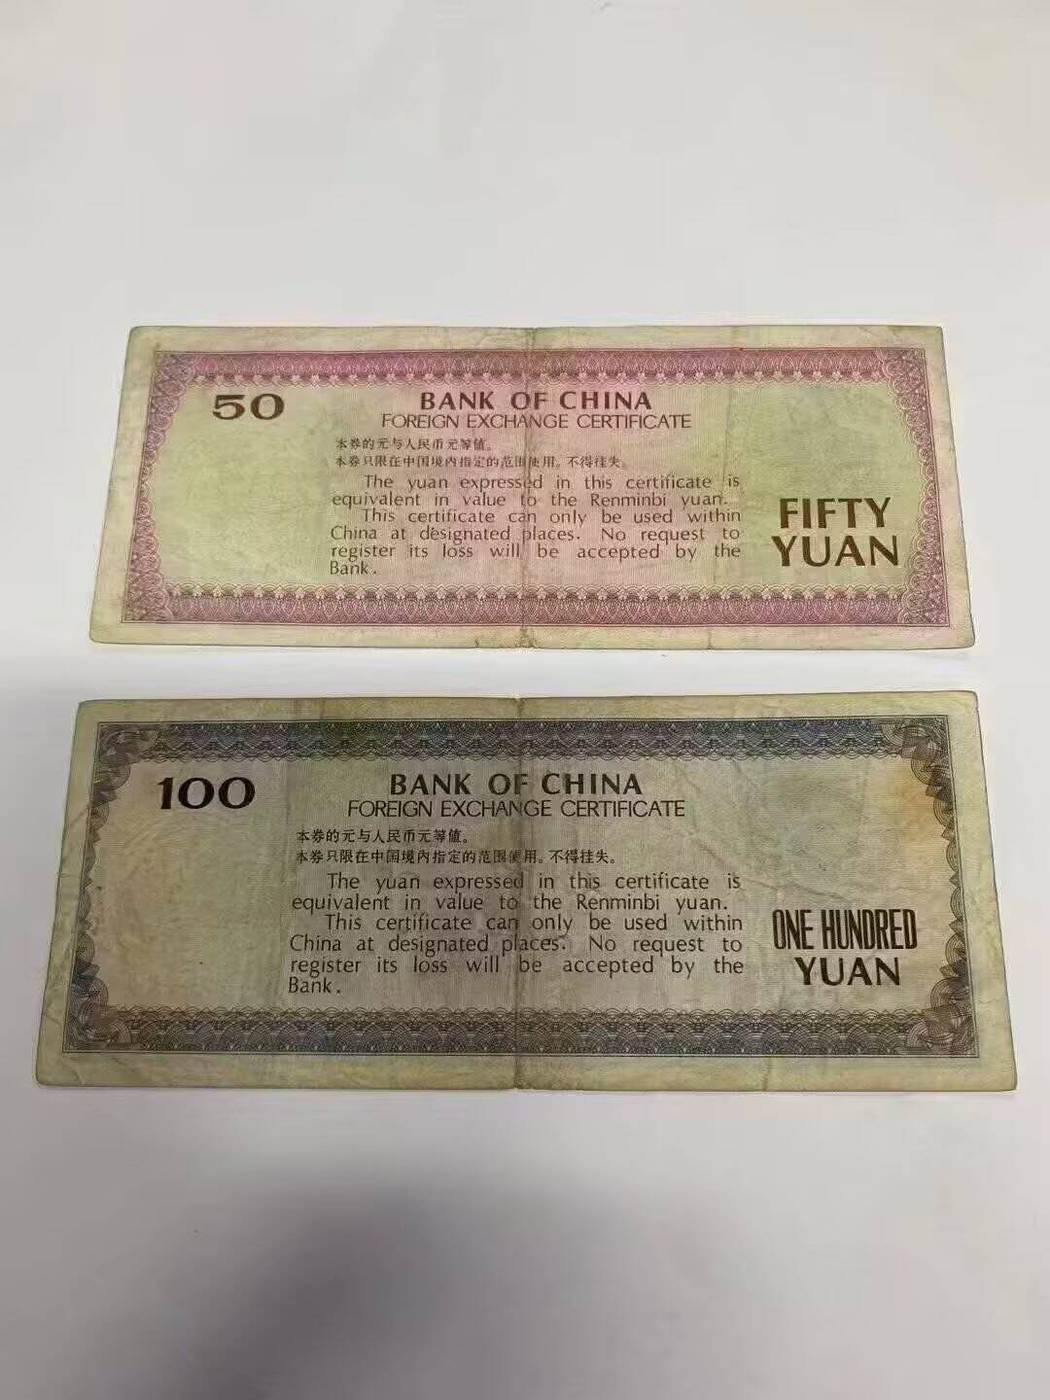 50
BANK OF CHINA
FOREIGN EXCHANGE CERTIFICATE
本券的元与人民币元等值。
本券只限在中国境内指定的范围使用。不得挂失。
The yuan expressed in this certificate is
equivalent in value to the Renminbi yuan.
This certificate can only be used within
China at designated places. No request to
register its loss will be accepted by the
Bank.
FIFTY
YUAN
100
BANK OF CHINA
FOREIGN EXCHANGE CERTIFICATE
本券的元与人民币元等值。
本券只限在中国境内指定的范围使用。不得挂失。
The yuan expressed in this certificate is
equivalent in value to the Renminbi yuan.
This certificate can only be used within
China at designated places. No request to
register its loss will be accepted by the
Bank.
ONE HUNDRED
YUAN